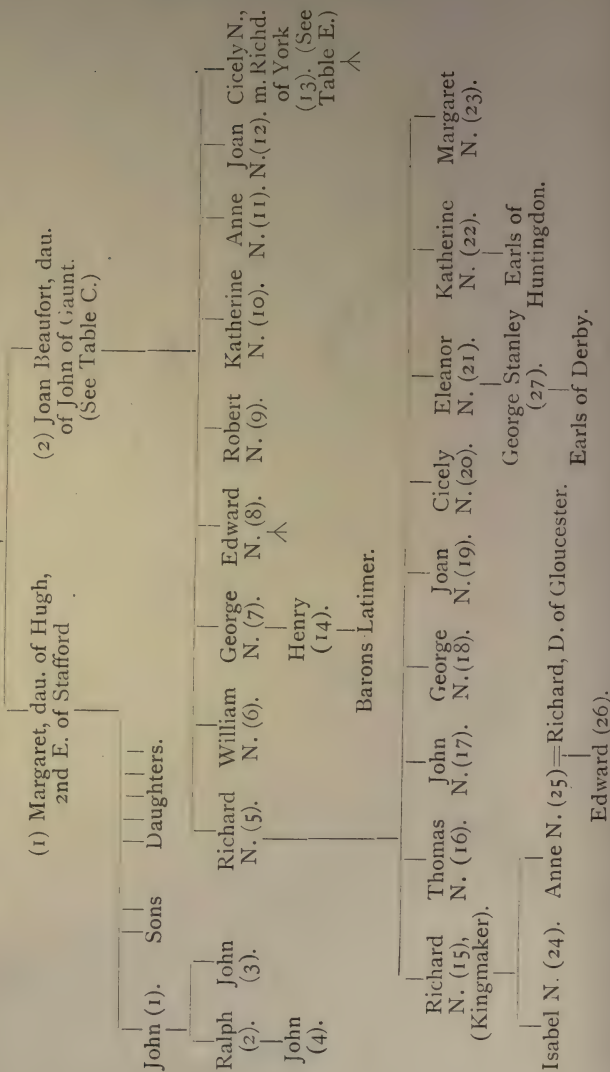 (1) Margaret, dau. of Hugh,
2nd E. of Stafford
(2) Joan Beaufort, dau.
of John of Gaunt.
(See Table C.)
John (1).
Sons
Daughters.
Ralph
(2).
John
(3).
John
(4).
Richard
N. (5).
William
N. (6).
George
N. (7).
Edward
N. (8).
Robert
N. (9).
Katherine
N. (10).
Anne
N. (11).
Joan
N. (12).
Cicely N.,
m. Richd.
of York
(13). (See
Table E.)
Henry
(14).
Barons Latimer.
Richard
N. (15),
(Kingmaker).
Thomas
N. (16).
John
N. (17).
George
N. (18).
Joan
N. (19).
Cicely
N. (20).
Eleanor
N. (21).
Katherine
N. (22).
Margaret
N. (23).
George Stanley
(27).
Earls of
Huntingdon.
Earls of Derby.
Isabel N. (24).
Anne N. (25)=Richard, D. of Gloucester.
Edward (26).